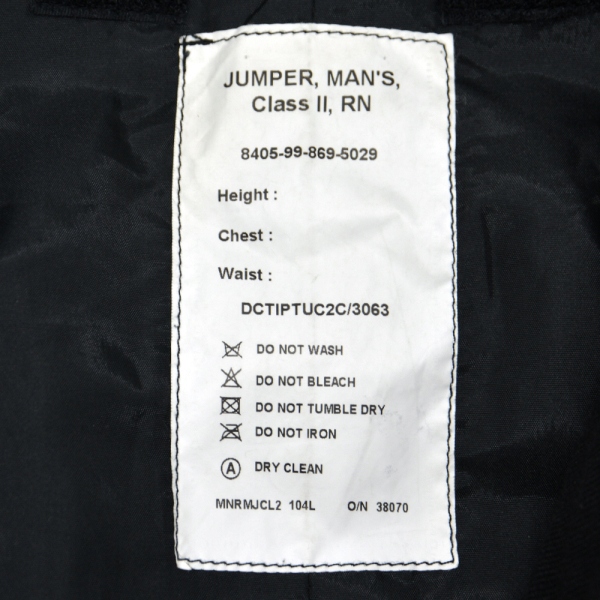 JUMPER, MAN'S,
Class II, RN
8405-99-869-5029
Height :
Chest :
Waist :
DCTIPTUC2C/3063
DO NOT WASH
DO NOT BLEACH
DO NOT TUMBLE DRY
DO NOT IRON
A DRY CLEAN
MNRMJCL2 104L O/N 38070